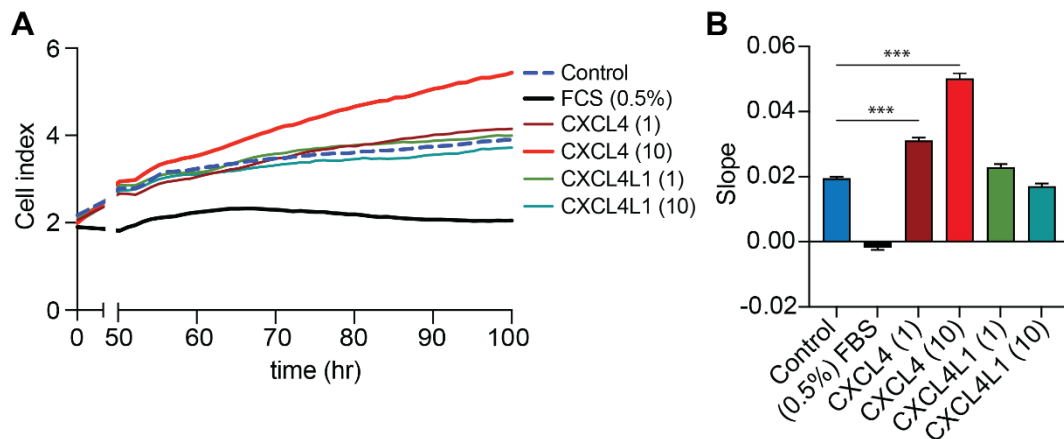 A
Cell index
6
4
2
0
0
50
60
70
80
90
100
time (hr)
Control
FCS (0.5%)
CXCL4 (1)
CXCL4 (10)
CXCL4L1 (1)
CXCL4L1 (10)
B
Slope
0.06
0.04
0.02
0.00
-0.02
***
***
Control
(0.5%) FBS
CXCL4 (1)
CXCL4 (10)
CXCL4L1 (1)
CXCL4L1 (10)